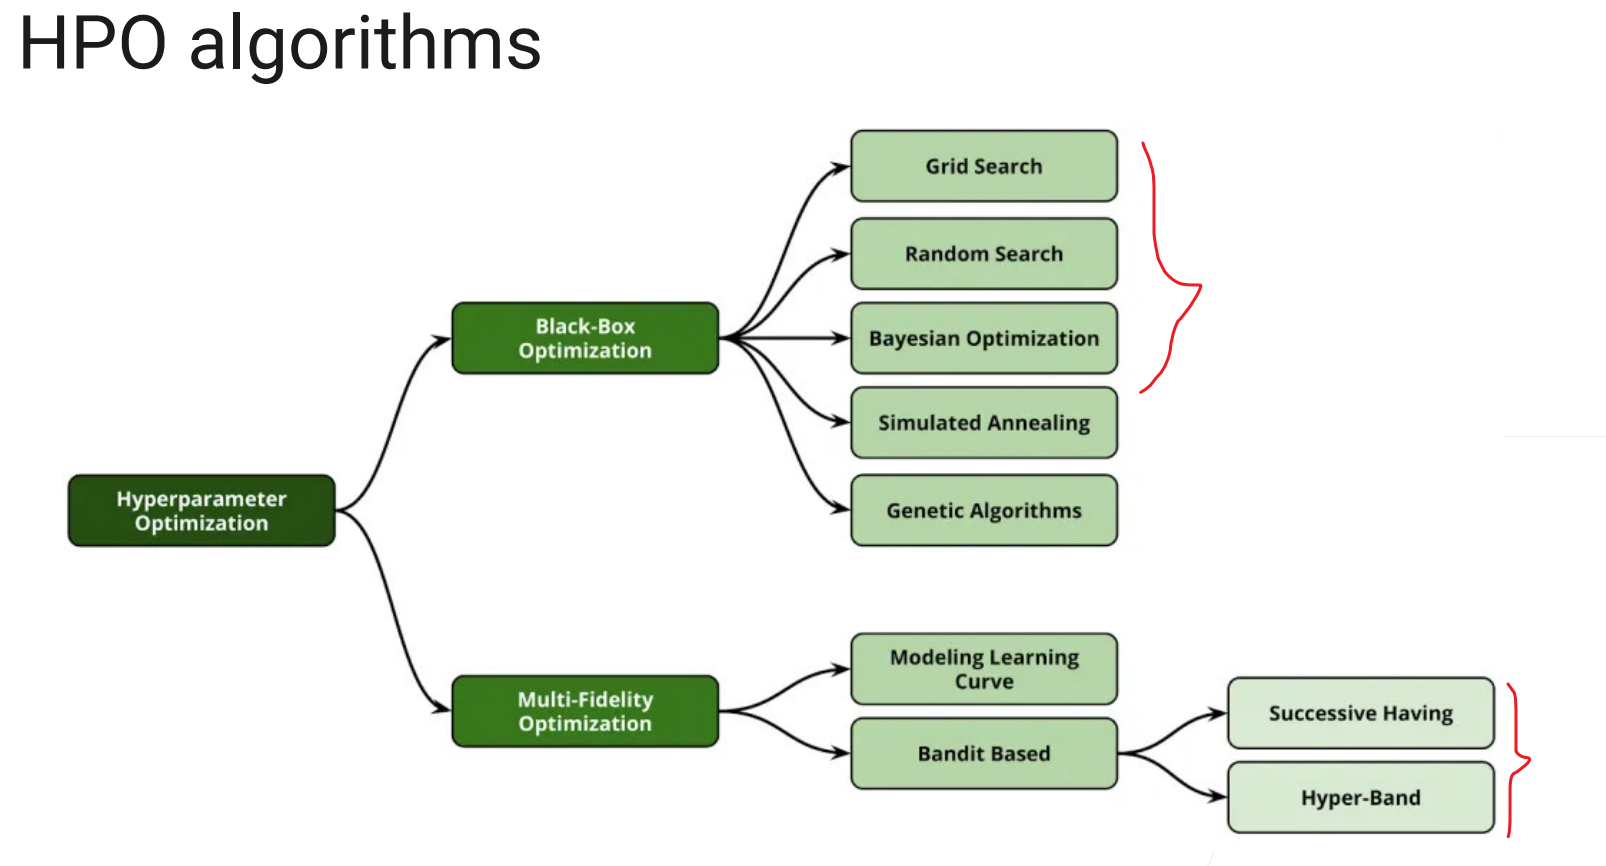 HPO algorithms
Grid Search
Random Search
Black-Box
Optimization
Bayesian Optimization
Simulated Annealing
Hyperparameter
Optimization
Genetic Algorithms
Modeling Learning
Curve
Multi-Fidelity
Optimization
Successive Having
Bandit Based
Hyper-Band